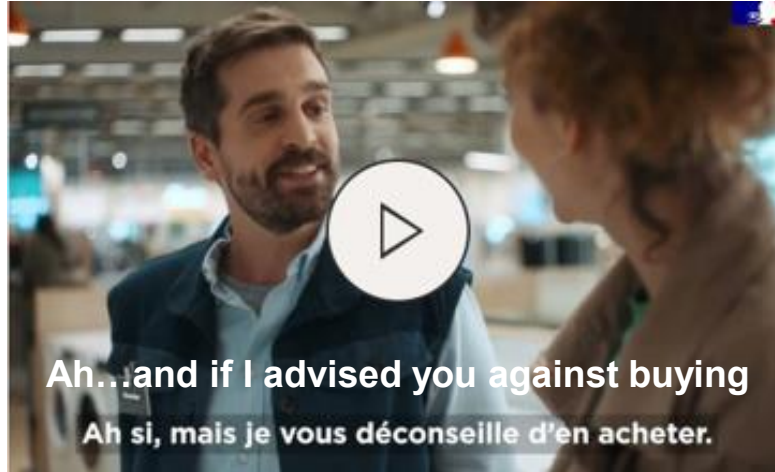 Ah…and if I advised you against buying
Ah si, mais je vous déconseille d'en acheter.